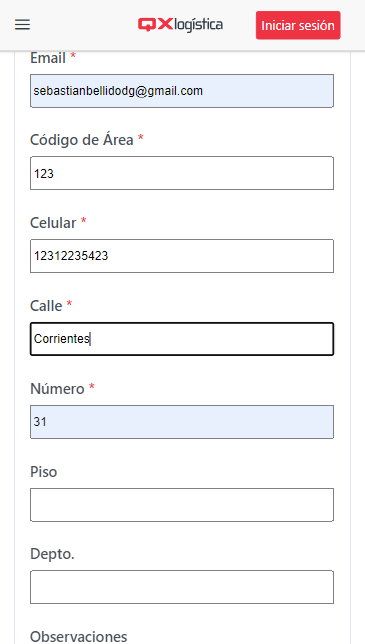 QX logística
Iniciar sesión
Email *
sebastianbellidodg@gmail.com
Código de Área *
123
Celular *
12312235423
Calle *
Corrientes
Número *
31
Piso
Depto.
Observaciones